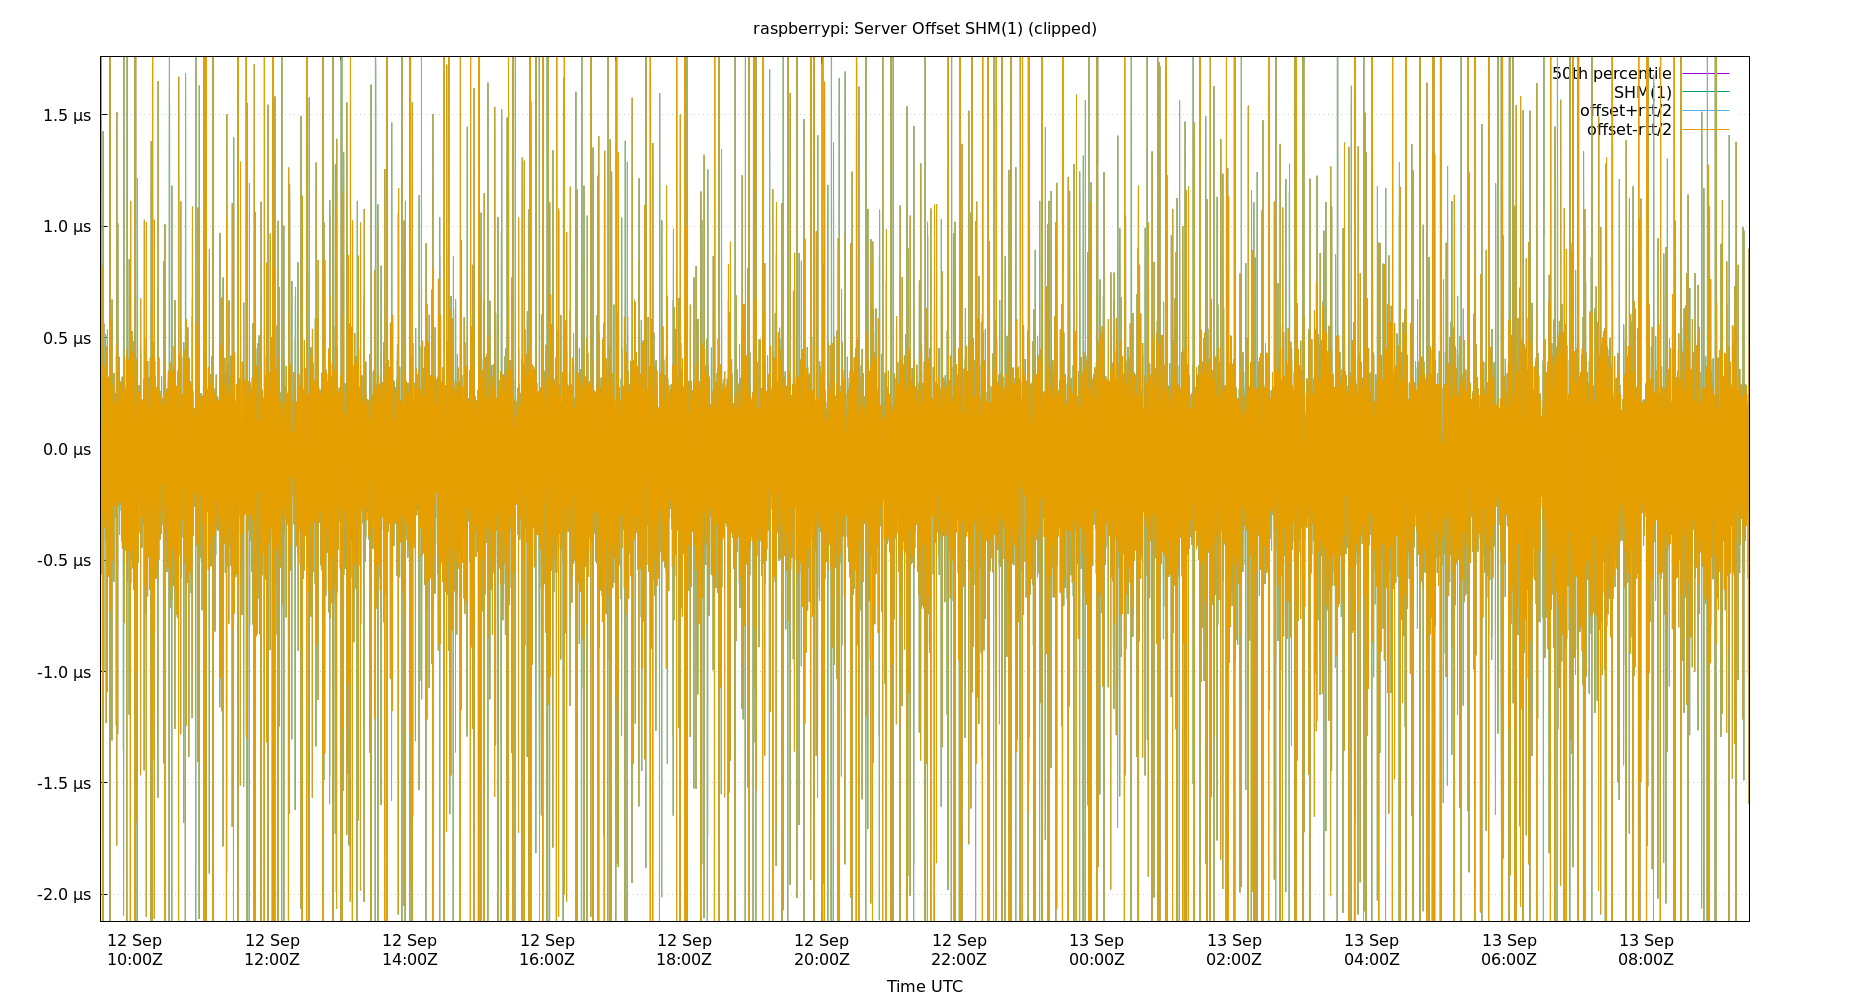 raspberrypi: Server Offset SHM(1) (clipped)
50th percentile
SHM(1)
offset+rtt/2
offset-rtt/2
1.5 µs
1.0 µs
0.5 µs
0.0 µs
-0.5 µs
-1.0 µs
-1.5 µs
-2.0 µs
12 Sep 12 Sep 12 Sep 12 Sep 12 Sep 12 Sep 12 Sep 13 Sep 13 Sep 13 Sep 13 Sep 13 Sep
10:00Z 12:00Z 14:00Z 16:00Z 18:00Z 20:00Z 22:00Z 00:00Z 02:00Z 04:00Z 06:00Z 08:00Z
Time UTC